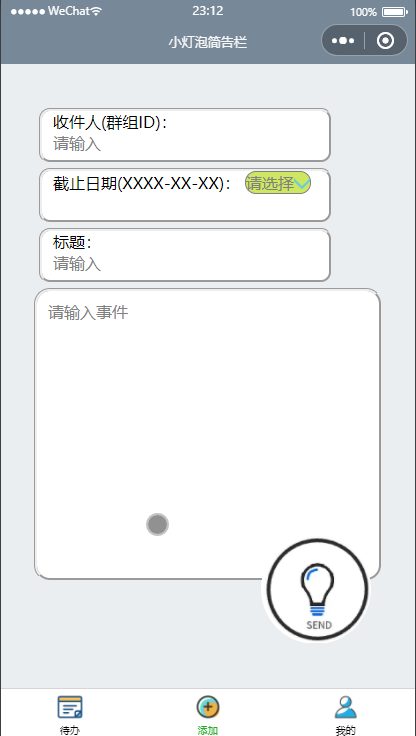 ●●●●● WeChat 23:12 100%
小灯泡简告栏
收件人(群组ID)：
请输入
截止日期(XXXX-XX-XX)： 请选择
标题：
请输入
请输入事件
SEND
待办 添加 我的